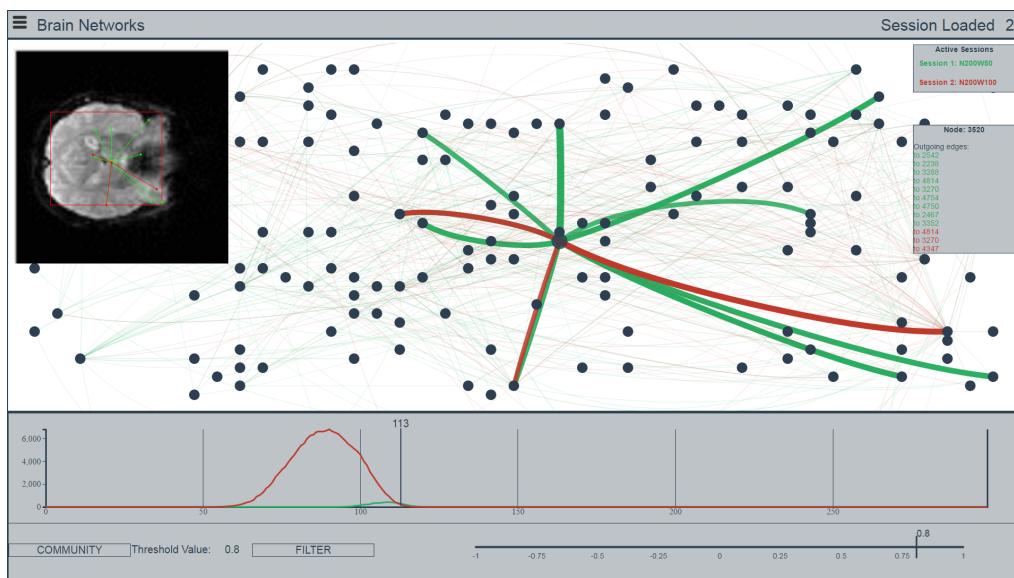 Brain Networks
Session Loaded 2
Active Sessions
Session 1: N200W50
Session 2: N200W100
Node: 3520
Outgoing edges:
to 2542
to 2238
to 3288
to 4814
to 3270
to 4754
to 4750
to 2467
to 3352
to 4814
to 3270
to 4347
113
6,000
4,000
2,000
0
0
50
100
150
200
250
COMMUNITY
Threshold Value: 0.8
FILTER
0.8
-1
-0.75
-0.5
-0.25
0
0.25
0.5
0.75
1